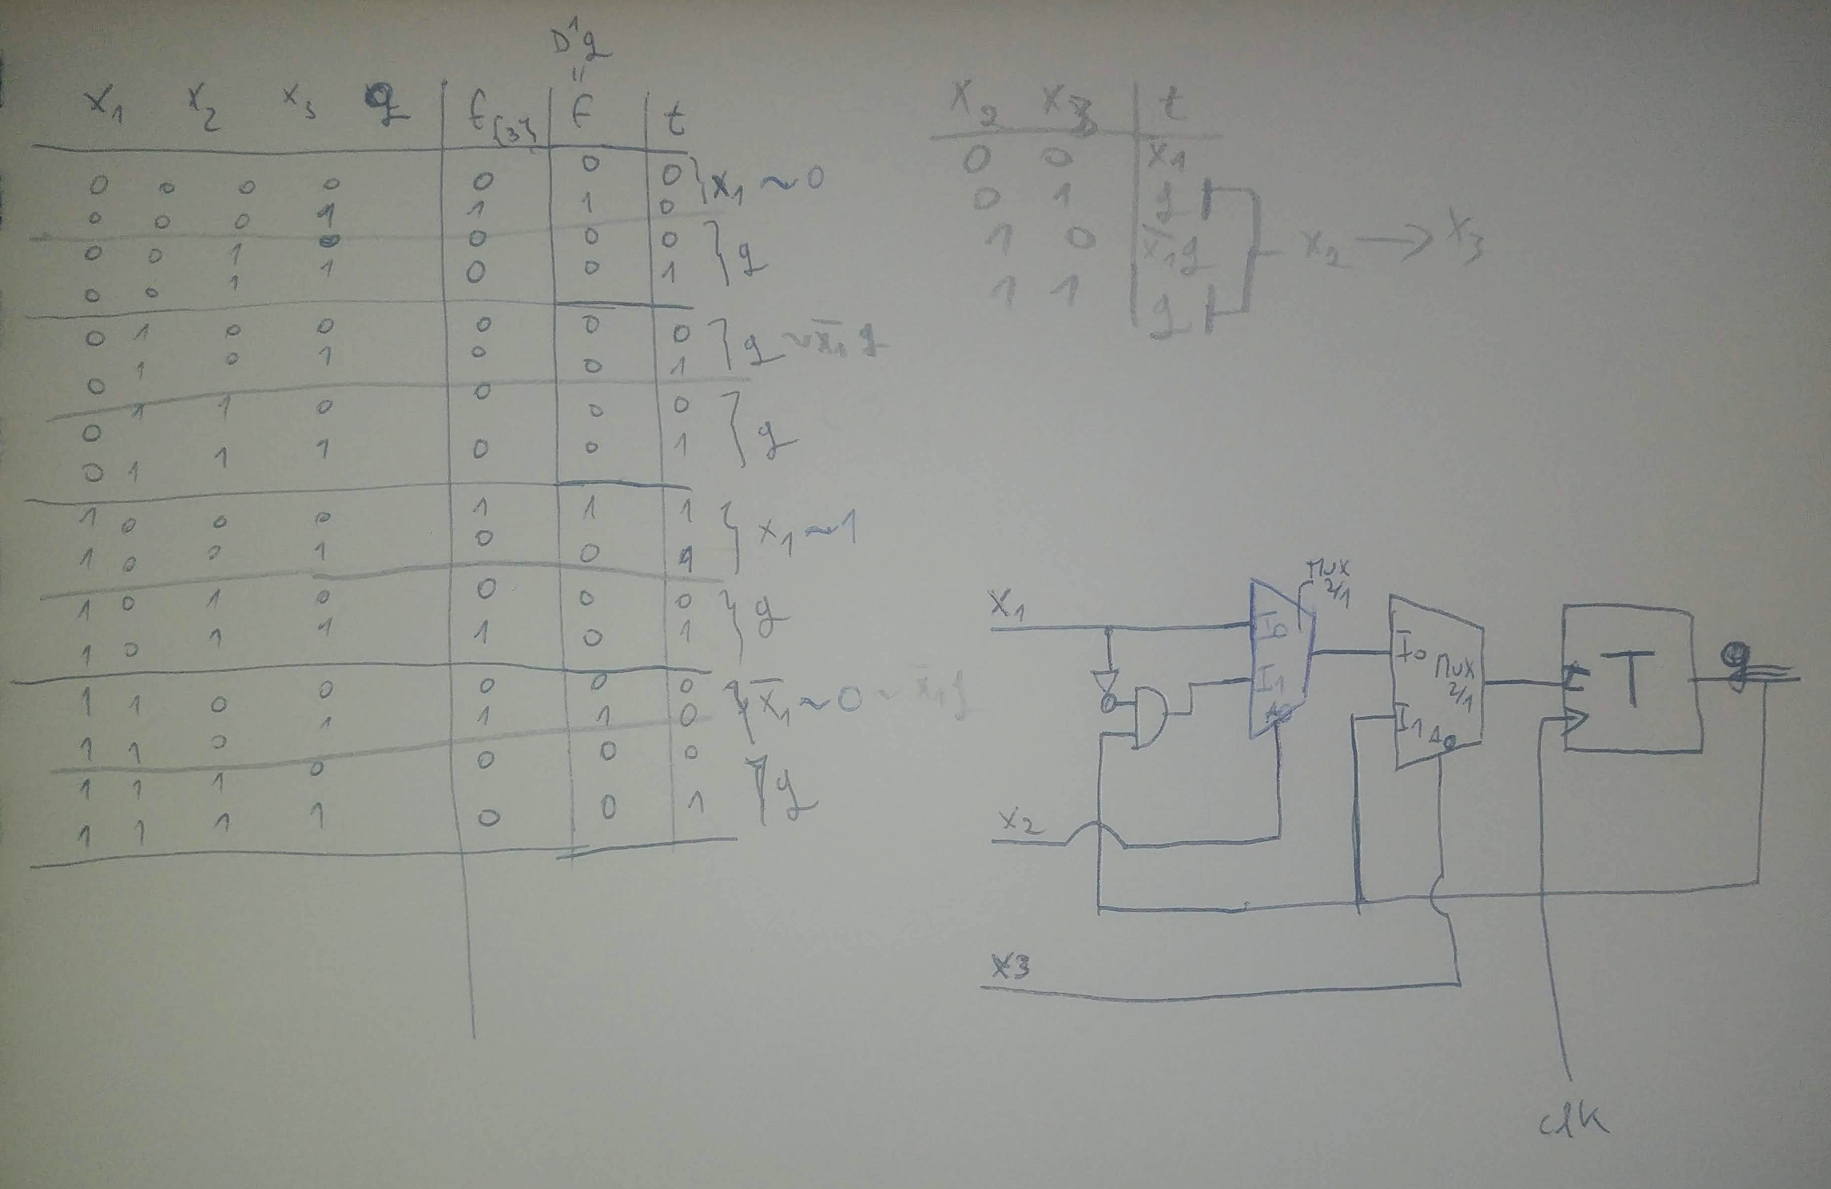 D¹q
"
x₁ x₂ x₃ q f{3} f t
0 0 0 0 0 0 0 } x₁ ~ 0
0 0 0 1 1 1 0
0 0 1 0 0 0 0 } q
0 0 1 1 0 0 1
0 1 0 0 0 0 0 } q ~ x̄₁q
0 1 0 1 0 0 1
0 1 1 0 0 0 0 } q
0 1 1 1 0 0 1
1 0 0 0 1 1 1 } x₁ ~ 1
1 0 0 1 0 0 1
1 0 1 0 0 0 0 } q
1 0 1 1 1 0 1
1 1 0 0 0 0 0 } x̄₁ ~ 0 ~ x̄₁q
1 1 0 1 1 1 0
1 1 1 0 0 0 0 } q
1 1 1 1 0 0 1
x₂ x₃ t
0 0 x₁
0 1 q
1 0 x̄₁q
1 1 q
x₂ → x₃
x₁
I0
I1
A0
MUX
2/1
I0
I1
A0
MUX
2/1
t
T
q
x2
x3
clk